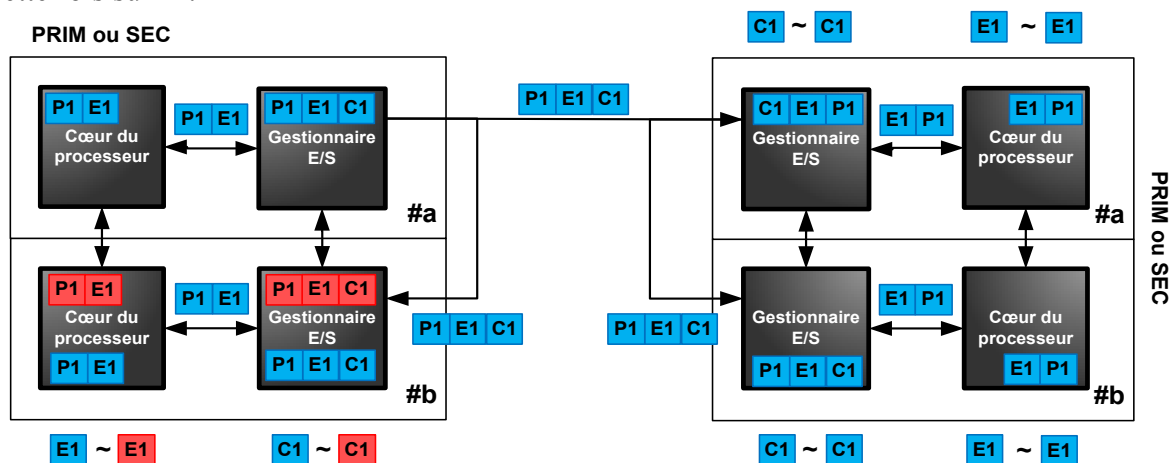 PRIM ou SEC
C1 ~ C1
E1 ~ E1
P1 E1
Cœur du
processeur
P1 E1
P1 E1 C1
Gestionnaire
E/S
#a
P1 E1 C1
C1 E1 P1
Gestionnaire
E/S
E1 P1
E1 P1
Cœur du
processeur
#a
PRIM ou SEC
P1 E1
Cœur du
processeur
P1 E1
P1 E1
P1 E1 C1
Gestionnaire
E/S
P1 E1 C1
#b
P1 E1 C1
P1 E1 C1
Gestionnaire
E/S
P1 E1 C1
E1 P1
Cœur du
processeur
E1 P1
#b
E1 ~ E1
C1 ~ C1
C1 ~ C1
E1 ~ E1